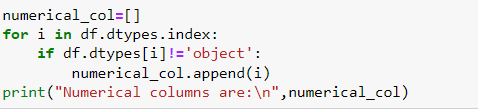 numerical_col=[]
for i in df.dtypes.index:
    if df.dtypes[i]!='object':
        numerical_col.append(i)
print("Numerical columns are:\n",numerical_col)